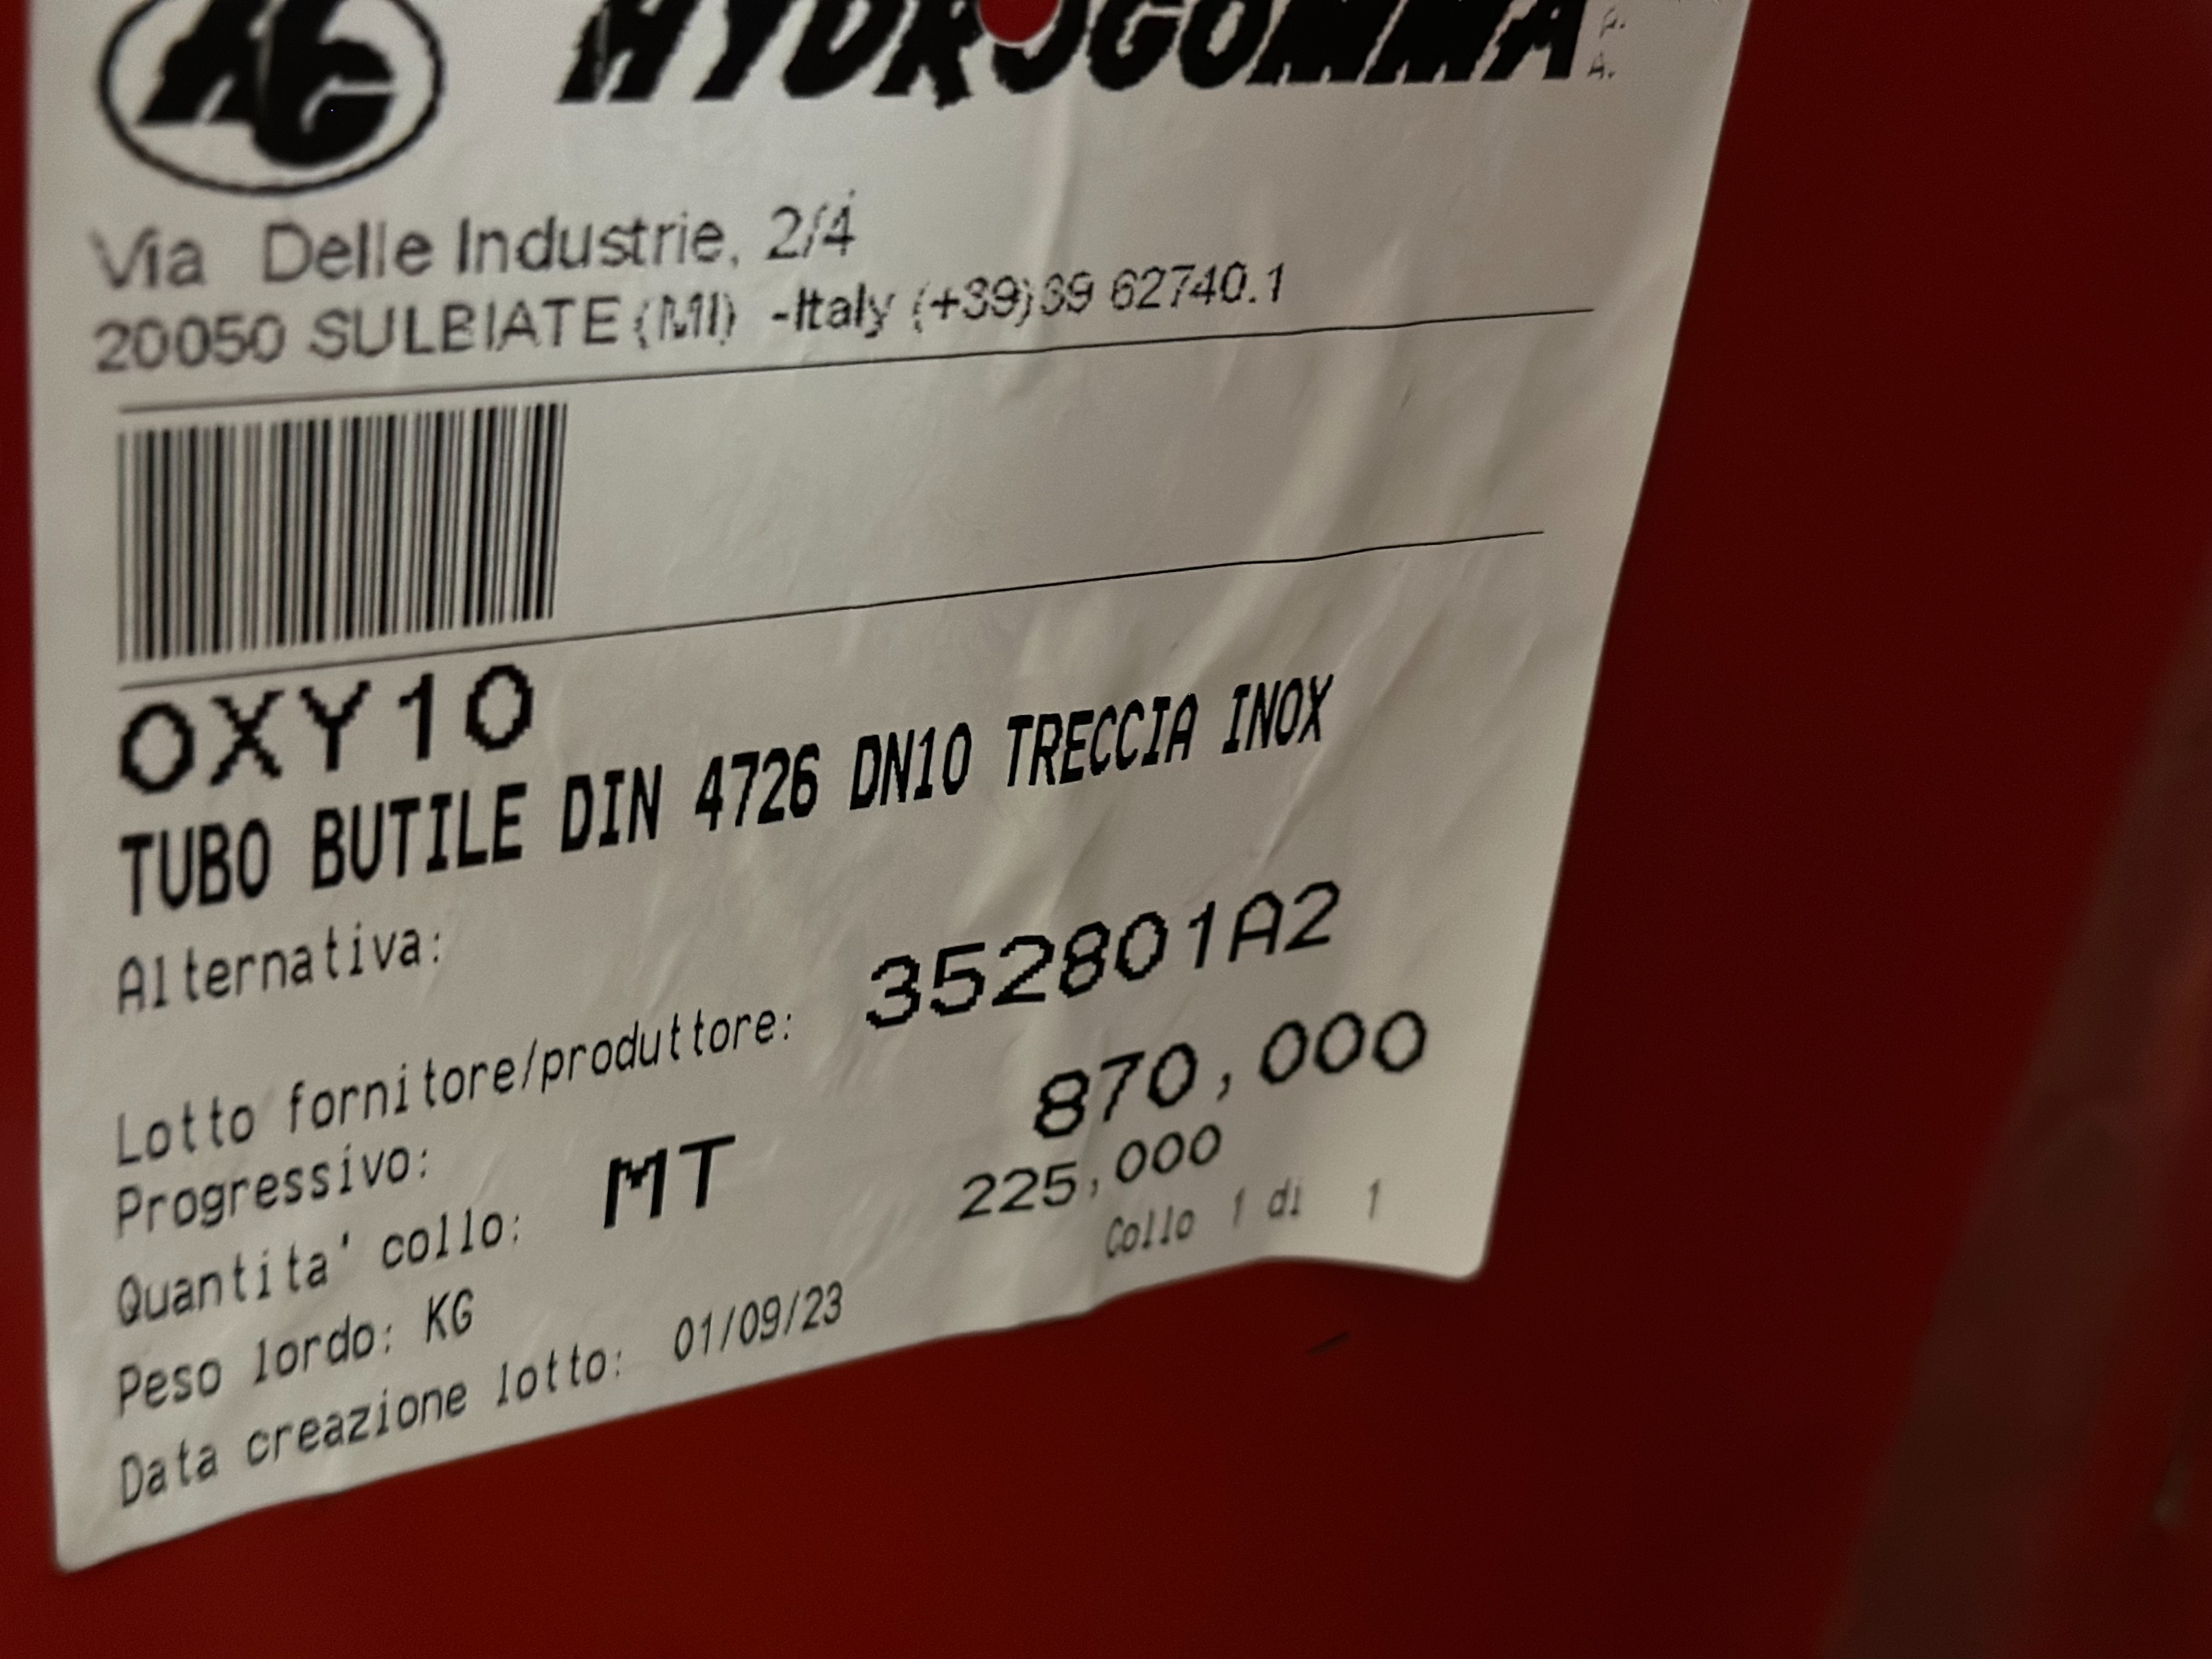 HG HYDROGOMMA
Via Delle Industrie, 2/4
20050 SULBIATE (MI) -Italy (+39)39 62740.1
OXY10
TUBO BUTILE DIN 4726 DN10 TRECCIA INOX
Alternativa:
Lotto fornitore/produttore: 352801A2
Progressivo:
Quantita' collo: MT 870,000
Peso lordo: KG 225,000
Data creazione lotto: 01/09/23 Collo 1 di 1